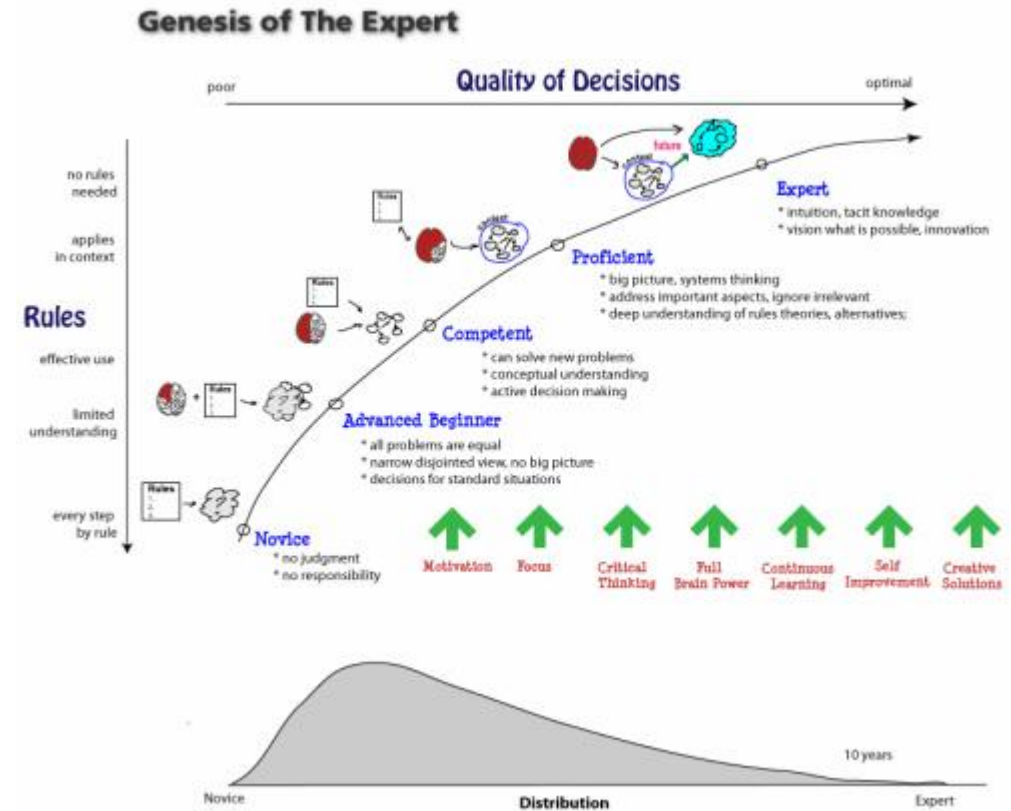 Genesis of The Expert
poor
Quality of Decisions
optimal
no rules
needed
applies
in context
Rules
effective use
limited
understanding
every step
by rule
future
context
Expert
* intuition, tacit knowledge
* vision what is possible, innovation
Rules
context
Proficient
* big picture, systems thinking
* address important aspects, ignore irrelevant
* deep understanding of rules theories, alternatives;
Rules
Competent
* can solve new problems
* conceptual understanding
* active decision making
+
Rules
Advanced Beginner
* all problems are equal
* narrow disjointed view, no big picture
* decisions for standard situations
Rules
1.
2.
Novice
* no judgment
* no responsibility
Motivation
Focus
Critical
Thinking
Full
Brain Power
Continuous
Learning
Self
Improvement
Creative
Solutions
10 years
Novice
Distribution
Expert